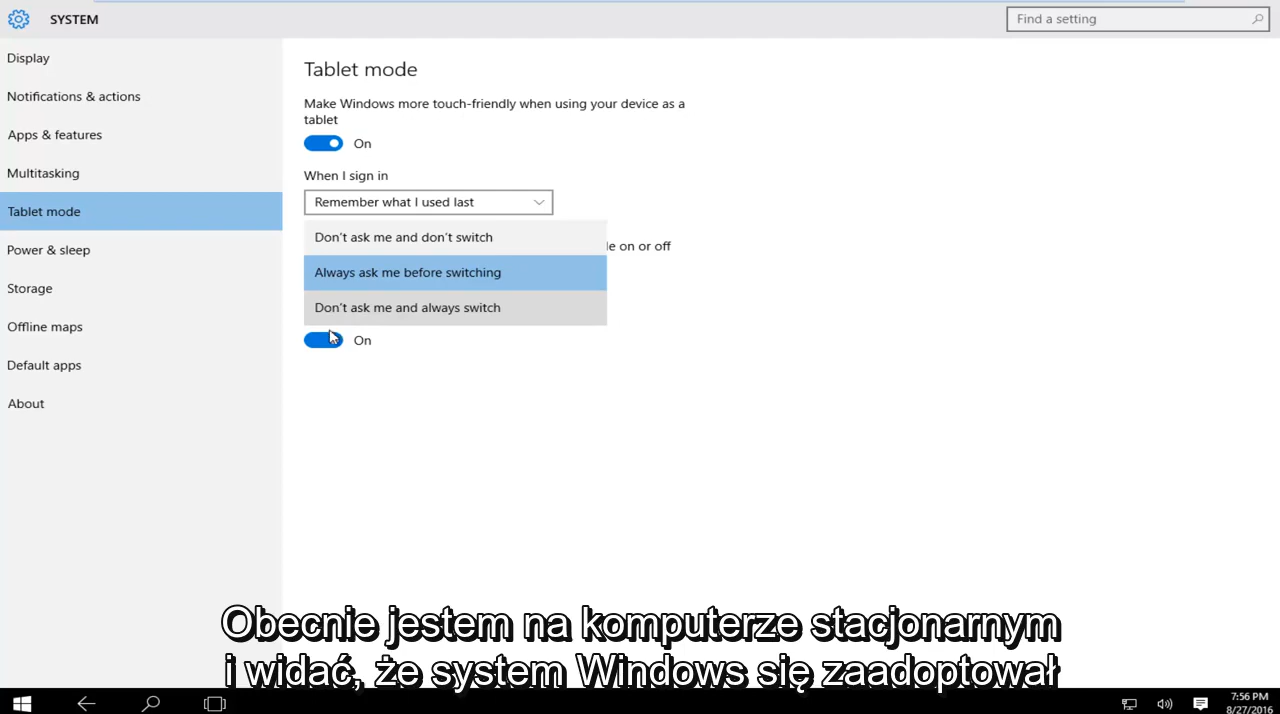 SYSTEM
Find a setting
Display
Notifications & actions
Apps & features
Multitasking
Tablet mode
Power & sleep
Storage
Offline maps
Default apps
About
Tablet mode
Make Windows more touch-friendly when using your device as a
tablet
On
When I sign in
Remember what I used last
Don't ask me and don't switch
le on or off
Always ask me before switching
Don't ask me and always switch
On
Obecnie jestem na komputerze stacjonarnym
i widać, że system Windows się zaadoptował
7:56 PM
8/27/2016